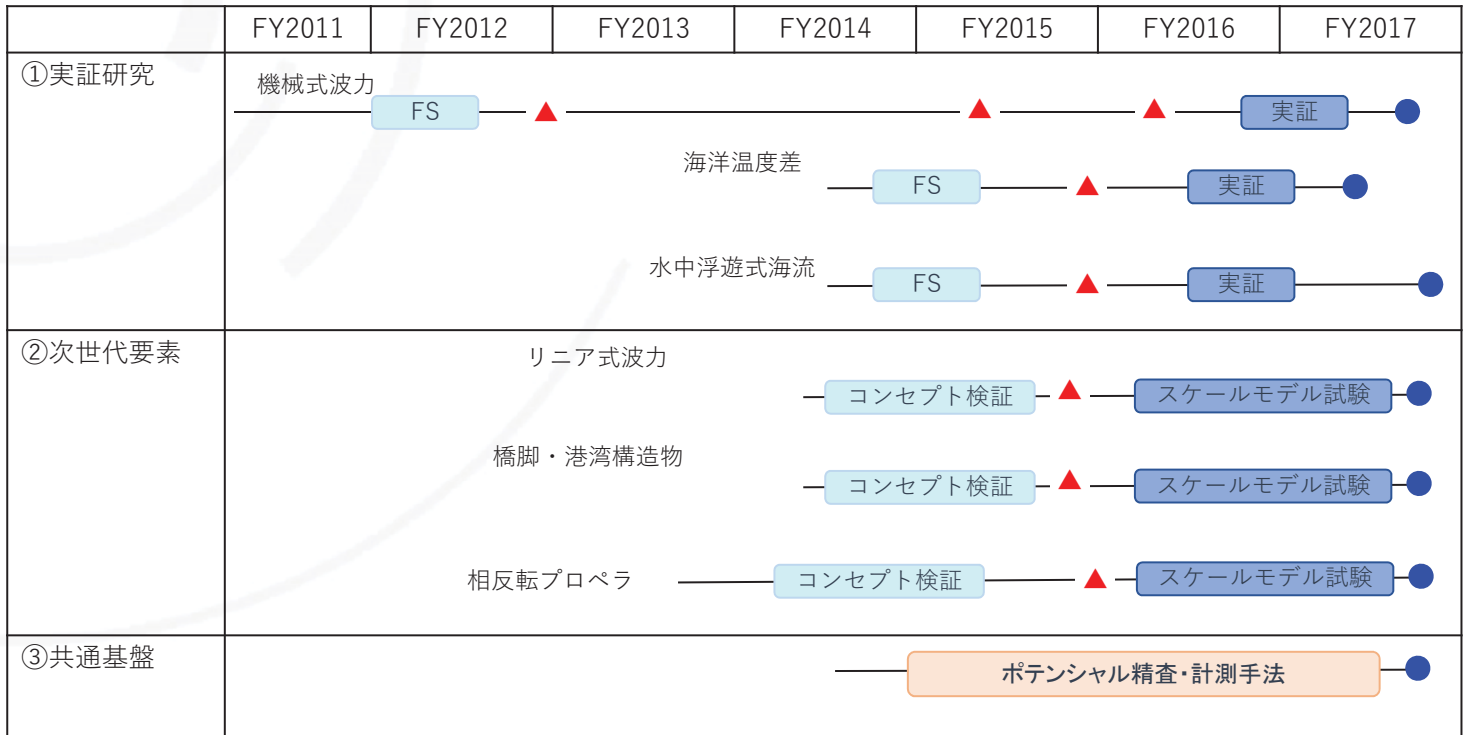 FY2011 FY2012 FY2013 FY2014 FY2015 FY2016 FY2017
①実証研究
機械式波力
FS 実証
海洋温度差
FS 実証
水中浮遊式海流
FS 実証
②次世代要素
リニア式波力
コンセプト検証 スケールモデル試験
橋脚・港湾構造物
コンセプト検証 スケールモデル試験
相反転プロペラ コンセプト検証 スケールモデル試験
③共通基盤 ポテンシャル精査・計測手法